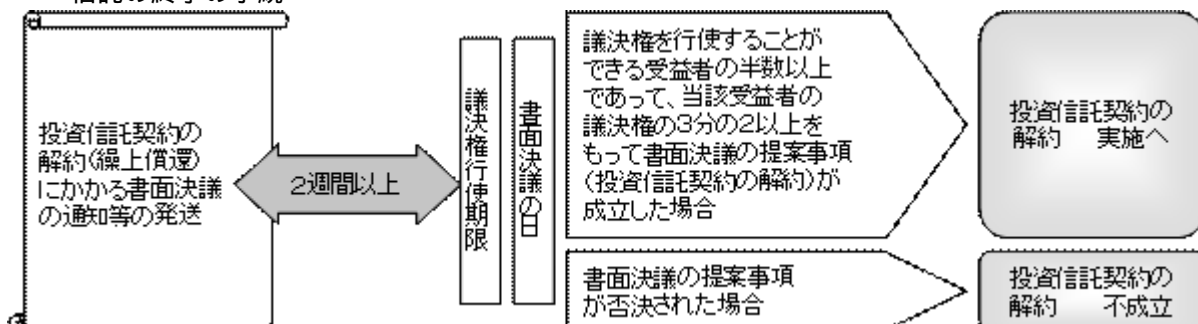 投資信託契約の
解約(繰上償還)
にかかる書面決議
の通知等の発送
2週間以上
議決権行使期限
書面決議の日
議決権を行使することが
できる受益者の半数以上
であって、当該受益者の
議決権の3分の2以上を
もって書面決議の提案事項
(投資信託契約の解約)が
成立した場合
投資信託契約の
解約 実施へ
書面決議の提案事項
が否決された場合
投資信託契約の
解約 不成立